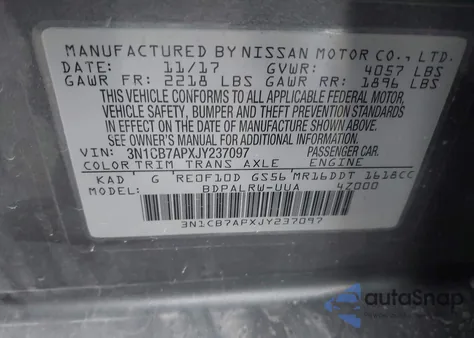 MANUFACTURED BY NISSAN MOTOR CO., LTD.
DATE: 11/17 GVWR: 4057 LBS
GAWR FR: 2218 LBS GAWR RR: 1896 LBS
THIS VEHICLE CONFORMS TO ALL APPLICABLE FEDERAL MOTOR
VEHICLE SAFETY, BUMPER AND THEFT PREVENTION STANDARDS
IN EFFECT ON THE DATE OF MANUFACTURE SHOWN ABOVE.
SEE OWNER'S MANUAL FOR ADDITIONAL INFORMATION.
VIN: 3N1CB7APXJY237097 PASSENGER CAR
COLOR TRIM TRANS AXLE ENGINE
KAD G RE0F10D GS56 MR16DDT 1618CC
MODEL: BDPALRW-UUA 4Z000
3N1CB7APXJY237097
autoSnap